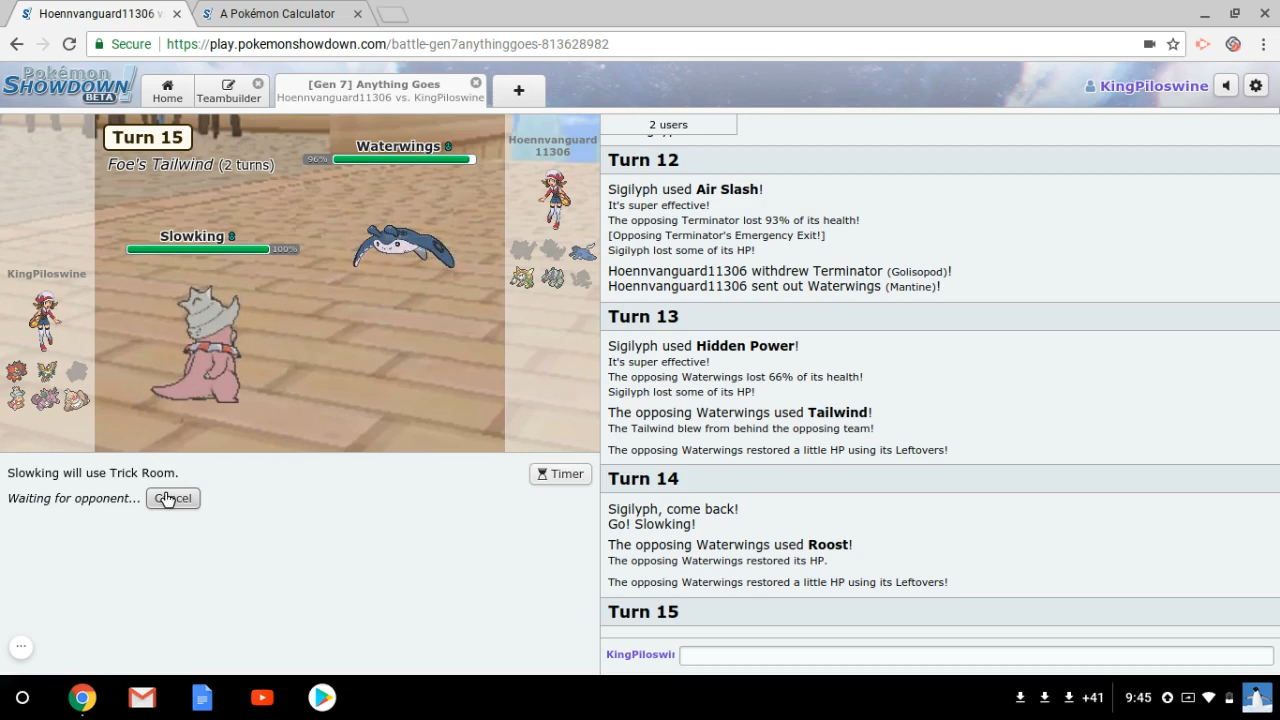 Hoennvanguard11306 v
A Pokémon Calculator
Secure
https://play.pokemonshowdown.com/battle-gen7anythinggoes-813628982
Pokémon
SHOWDOWN
BETA
Home
Teambuilder
[Gen 7] Anything Goes
Hoennvanguard11306 vs. KingPiloswine
+
KingPiloswine
Turn 15
Foe's Tailwind (2 turns)
Waterwings
96%
Slowking
100%
Hoennvanguard
11306
KingPiloswine
2 users
Turn 12
Sigilyph used Air Slash!
It's super effective!
The opposing Terminator lost 93% of its health!
[Opposing Terminator's Emergency Exit!]
Sigilyph lost some of its HP!
Hoennvanguard11306 withdrew Terminator (Golisopod)!
Hoennvanguard11306 sent out Waterwings (Mantine)!
Turn 13
Sigilyph used Hidden Power!
It's super effective!
The opposing Waterwings lost 66% of its health!
Sigilyph lost some of its HP!
The opposing Waterwings used Tailwind!
The Tailwind blew from behind the opposing team!
The opposing Waterwings restored a little HP using its Leftovers!
Turn 14
Sigilyph, come back!
Go! Slowking!
The opposing Waterwings used Roost!
The opposing Waterwings restored its HP.
The opposing Waterwings restored a little HP using its Leftovers!
Turn 15
Slowking will use Trick Room.
Timer
Waiting for opponent...
KingPiloswi
+41
9:45